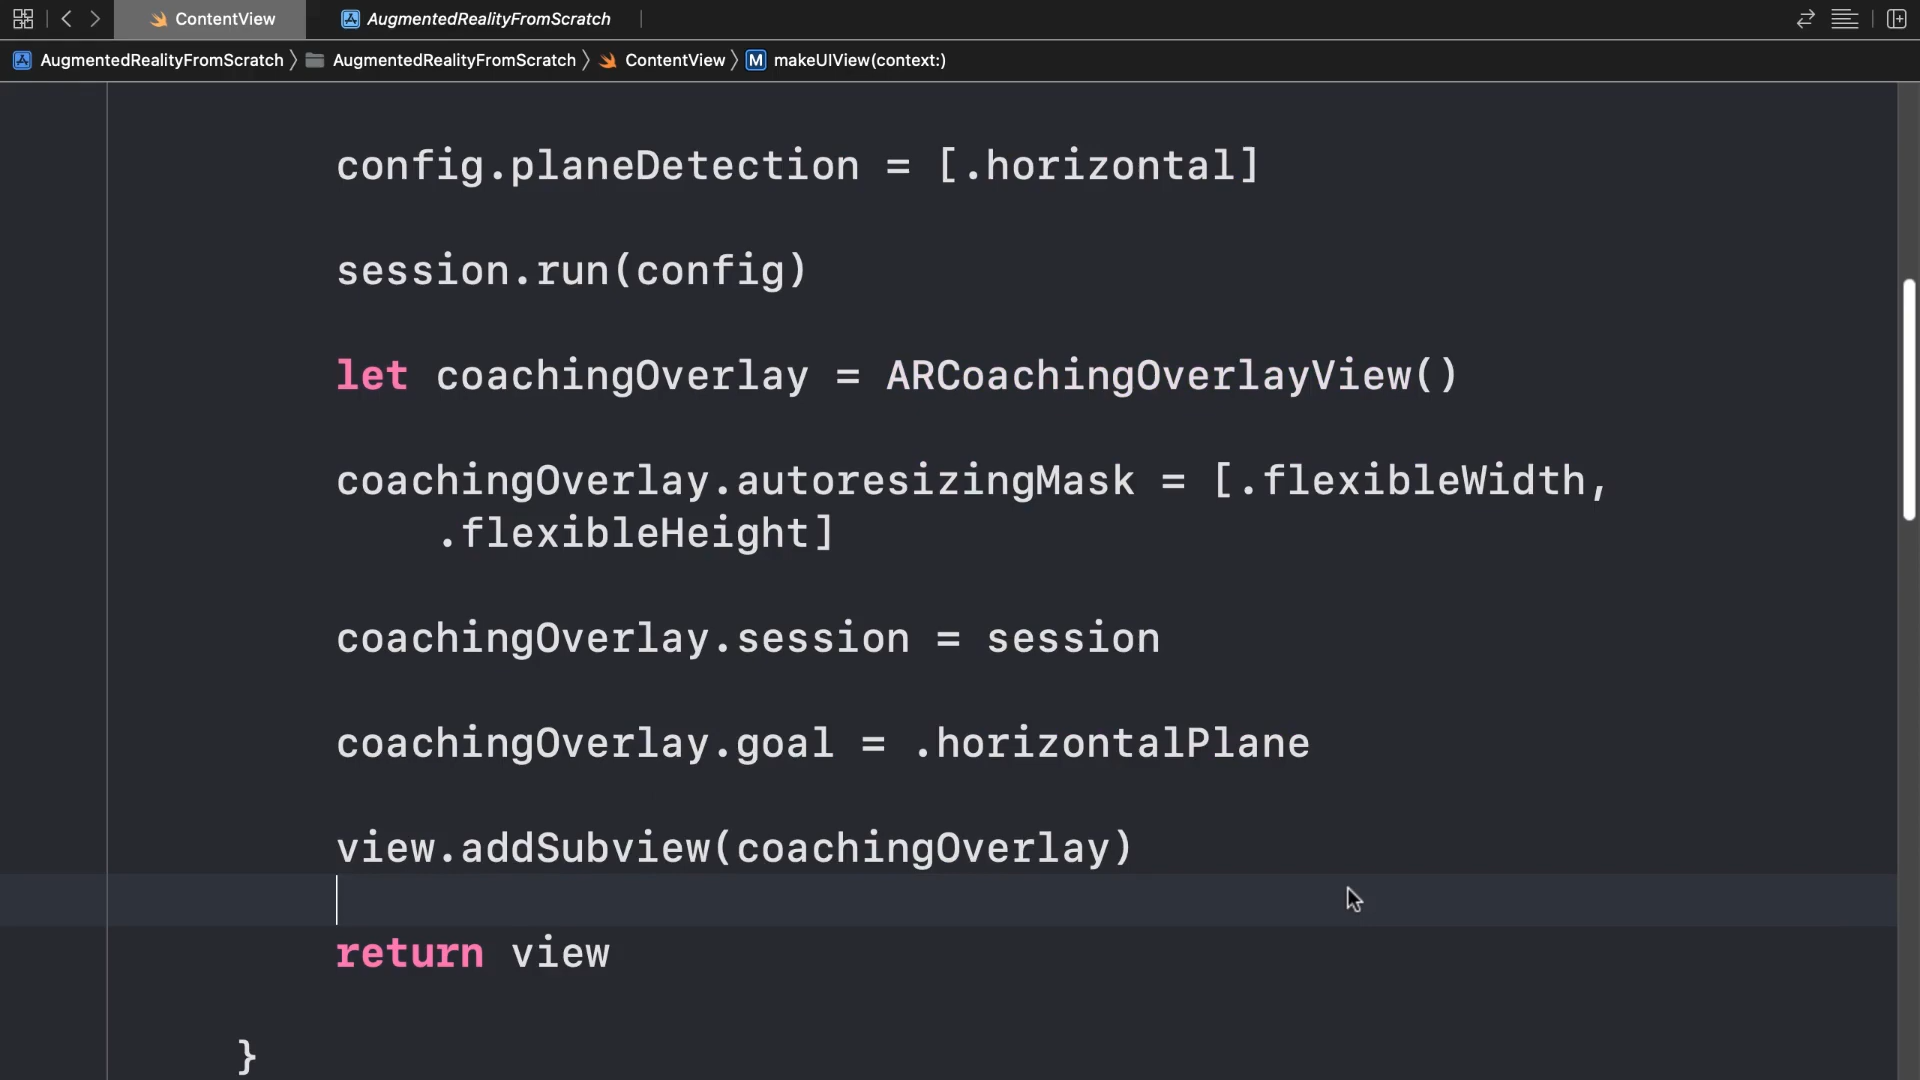 ContentView
AugmentedRealityFromScratch
AugmentedRealityFromScratch
AugmentedRealityFromScratch
ContentView
M makeUIView(context:)
config.planeDetection = [.horizontal]
session.run(config)
let coachingOverlay = ARCoachingOverlayView()
coachingOverlay.autoresizingMask = [.flexibleWidth,
.flexibleHeight]
coachingOverlay.session = session
coachingOverlay.goal = .horizontalPlane
view.addSubview(coachingOverlay)
return view
}